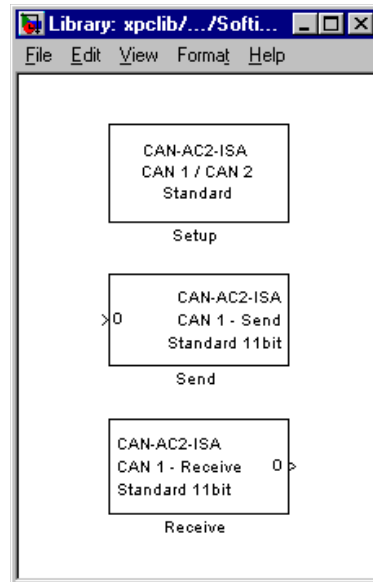 Library: xpclib/.../Softi...
File Edit View Format Help
CAN-AC2-ISA
CAN 1 / CAN 2
Standard
Setup
CAN-AC2-ISA
0 CAN 1 - Send
Standard 11bit
Send
CAN-AC2-ISA
CAN 1 - Receive 0
Standard 11bit
Receive